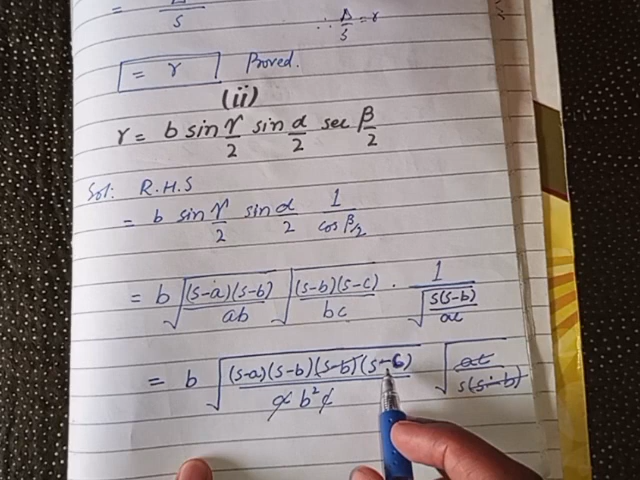 = Δ/s ∴ Δ/s = r
= r Proved.
(ii)
r = b sin γ/2 sin α/2 sec β/2
Sol: R.H.S
= b sin γ/2 sin α/2 1/cos β/2
= b √((s-a)(s-b)/ab) √((s-b)(s-c)/bc) · 1/√(s(s-b)/ac)
= b √((s-a)(s-b)(s-b)(s-c)/a b² c) √(ac/s(s-b))